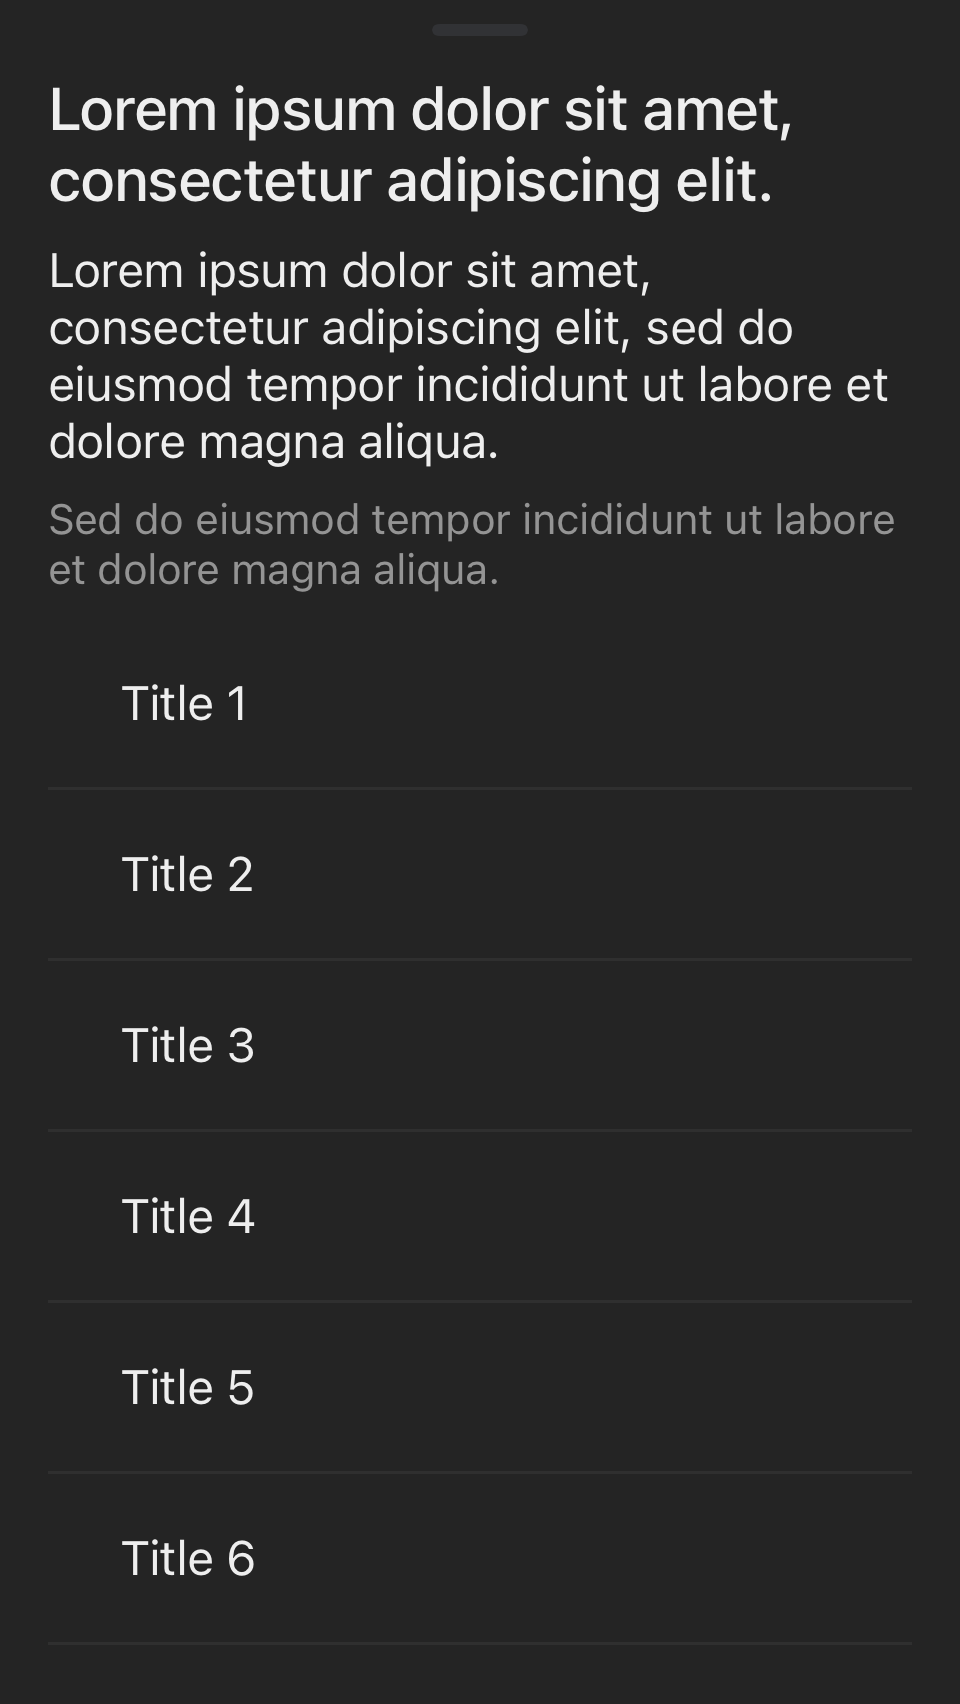 Lorem ipsum dolor sit amet,
consectetur adipiscing elit.
Lorem ipsum dolor sit amet,
consectetur adipiscing elit, sed do
eiusmod tempor incididunt ut labore et
dolore magna aliqua.
Sed do eiusmod tempor incididunt ut labore
et dolore magna aliqua.
Title 1
Title 2
Title 3
Title 4
Title 5
Title 6